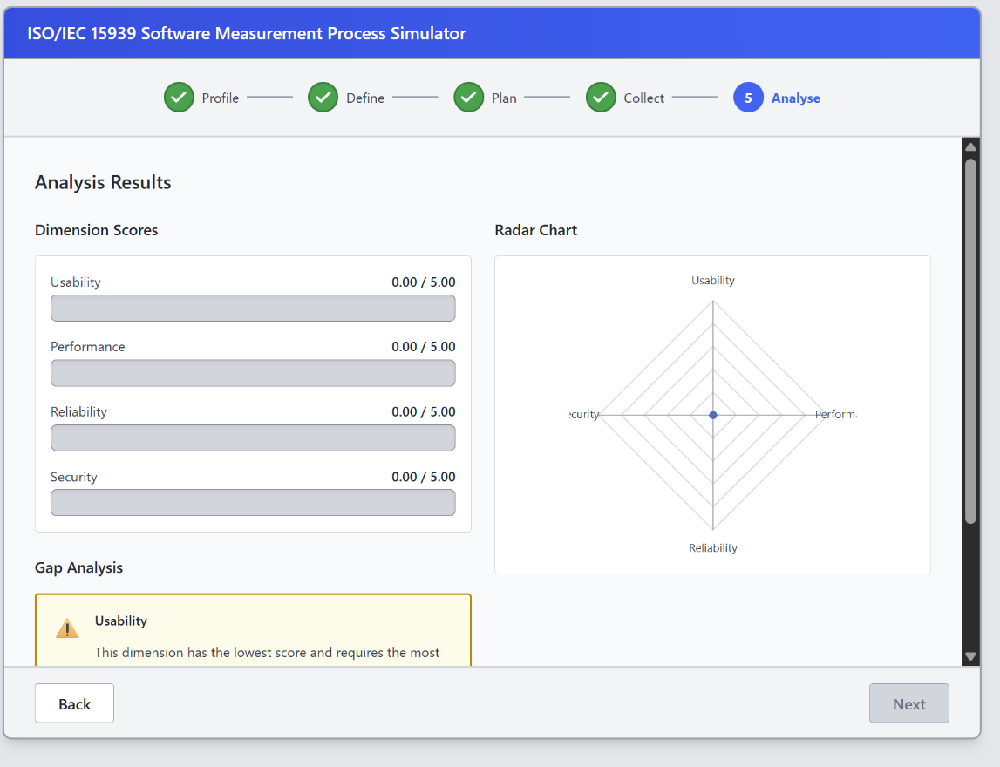 ISO/IEC 15939 Software Measurement Process Simulator
Profile
Define
Plan
Collect
5 Analyse
Analysis Results
Dimension Scores
Usability 0.00 / 5.00
Performance 0.00 / 5.00
Reliability 0.00 / 5.00
Security 0.00 / 5.00
Radar Chart
Usability
curity
Perform
Reliability
Gap Analysis
Usability
This dimension has the lowest score and requires the most
Back
Next